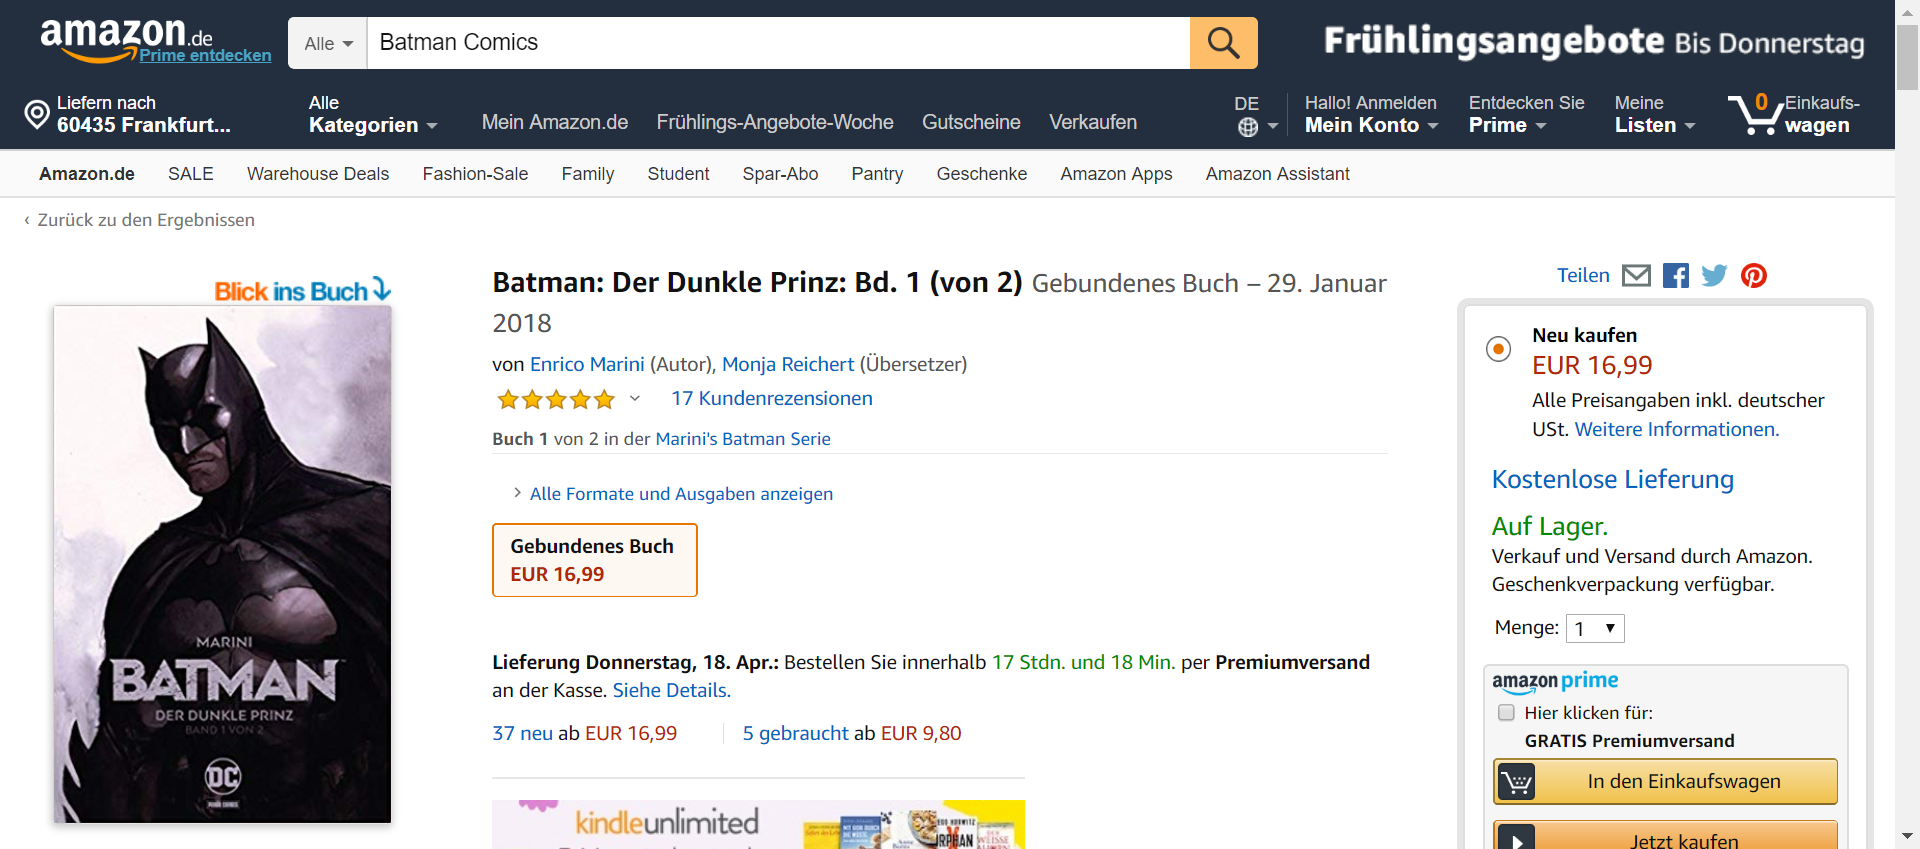 amazon.de
Prime entdecken
Alle
Batman Comics
Frühlingsangebote Bis Donnerstag
Liefern nach
60435 Frankfurt...
Alle
Kategorien
Mein Amazon.de
Frühlings-Angebote-Woche
Gutscheine
Verkaufen
DE
Hallo! Anmelden
Mein Konto
Entdecken Sie
Prime
Meine
Listen
0
Einkaufs-
wagen
Amazon.de
SALE
Warehouse Deals
Fashion-Sale
Family
Student
Spar-Abo
Pantry
Geschenke
Amazon Apps
Amazon Assistant
‹ Zurück zu den Ergebnissen
Blick ins Buch
MARINI
BATMAN
DER DUNKLE PRINZ
BAND 1 VON 2
DC
Batman: Der Dunkle Prinz: Bd. 1 (von 2) Gebundenes Buch – 29. Januar
2018
von Enrico Marini (Autor), Monja Reichert (Übersetzer)
17 Kundenrezensionen
Buch 1 von 2 in der Marini's Batman Serie
Alle Formate und Ausgaben anzeigen
Gebundenes Buch
EUR 16,99
Lieferung Donnerstag, 18. Apr.: Bestellen Sie innerhalb 17 Stdn. und 18 Min. per Premiumversand
an der Kasse. Siehe Details.
37 neu ab EUR 16,99
5 gebraucht ab EUR 9,80
kindleunlimited
Teilen
Neu kaufen
EUR 16,99
Alle Preisangaben inkl. deutscher
USt. Weitere Informationen.
Kostenlose Lieferung
Auf Lager.
Verkauf und Versand durch Amazon.
Geschenkverpackung verfügbar.
Menge: 1
amazon prime
Hier klicken für:
GRATIS Premiumversand
In den Einkaufswagen
Jetzt kaufen